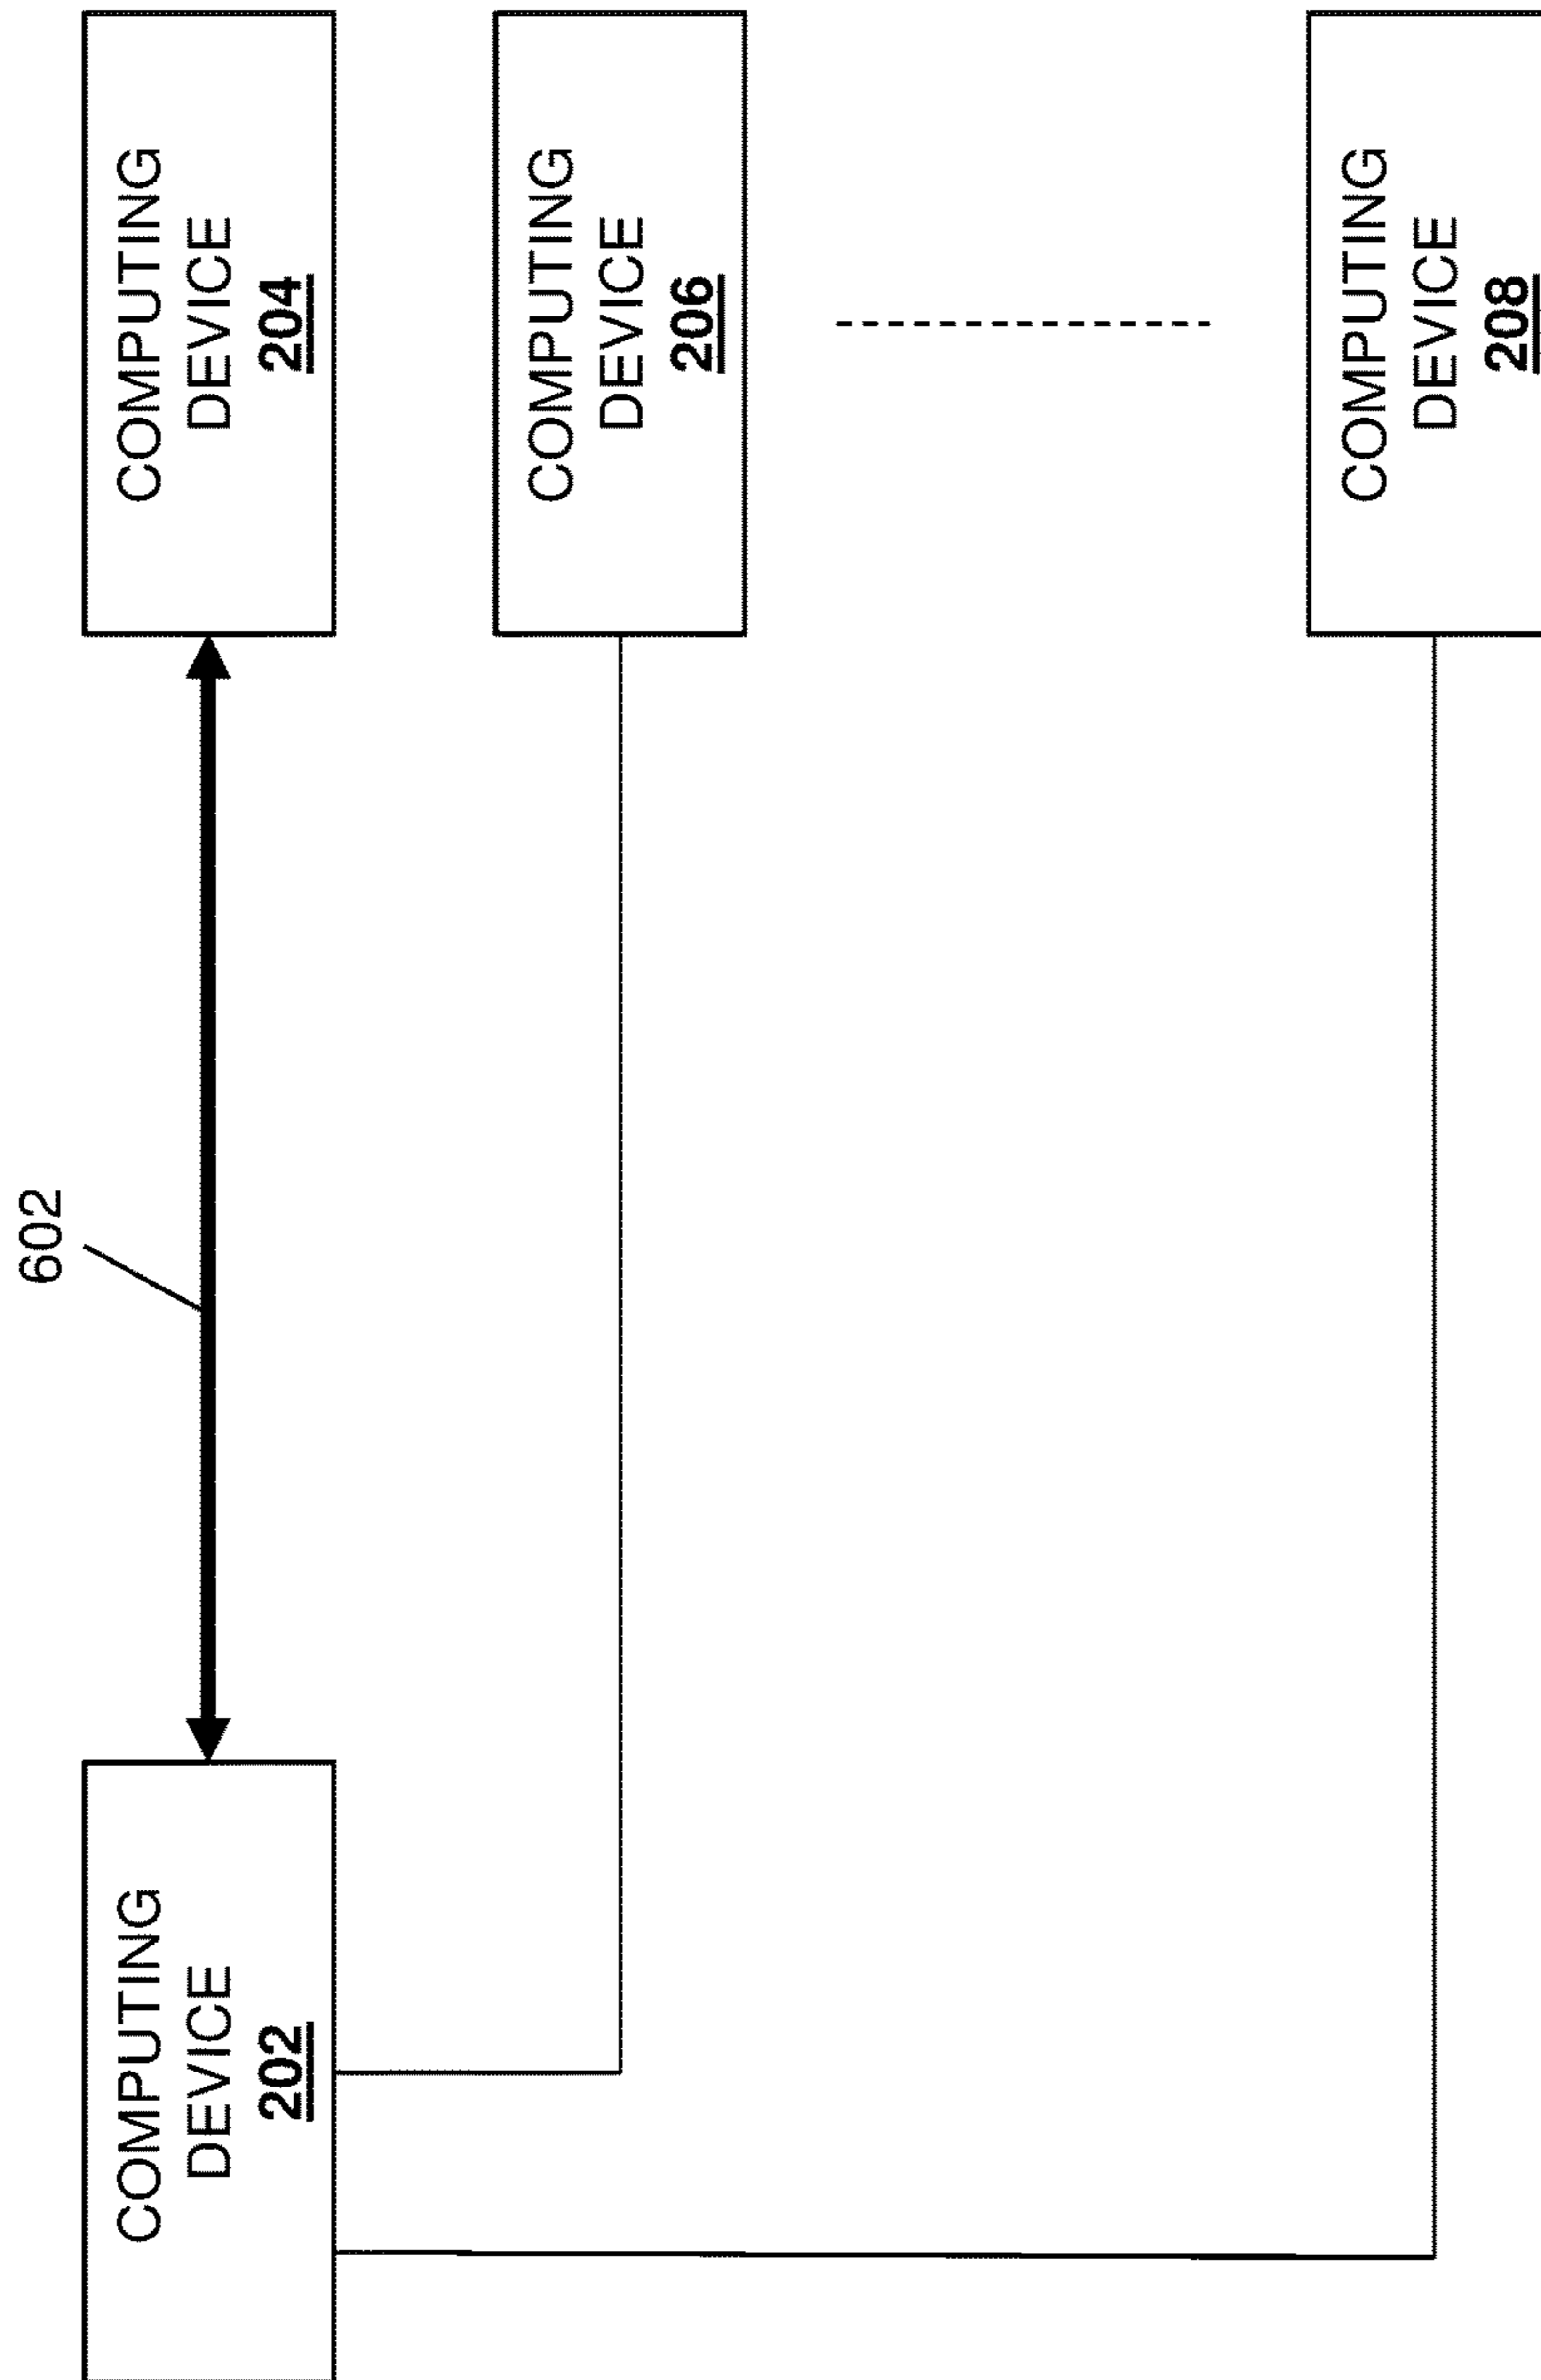 602
COMPUTING
DEVICE
202
COMPUTING
DEVICE
204
COMPUTING
DEVICE
206
COMPUTING
DEVICE
208